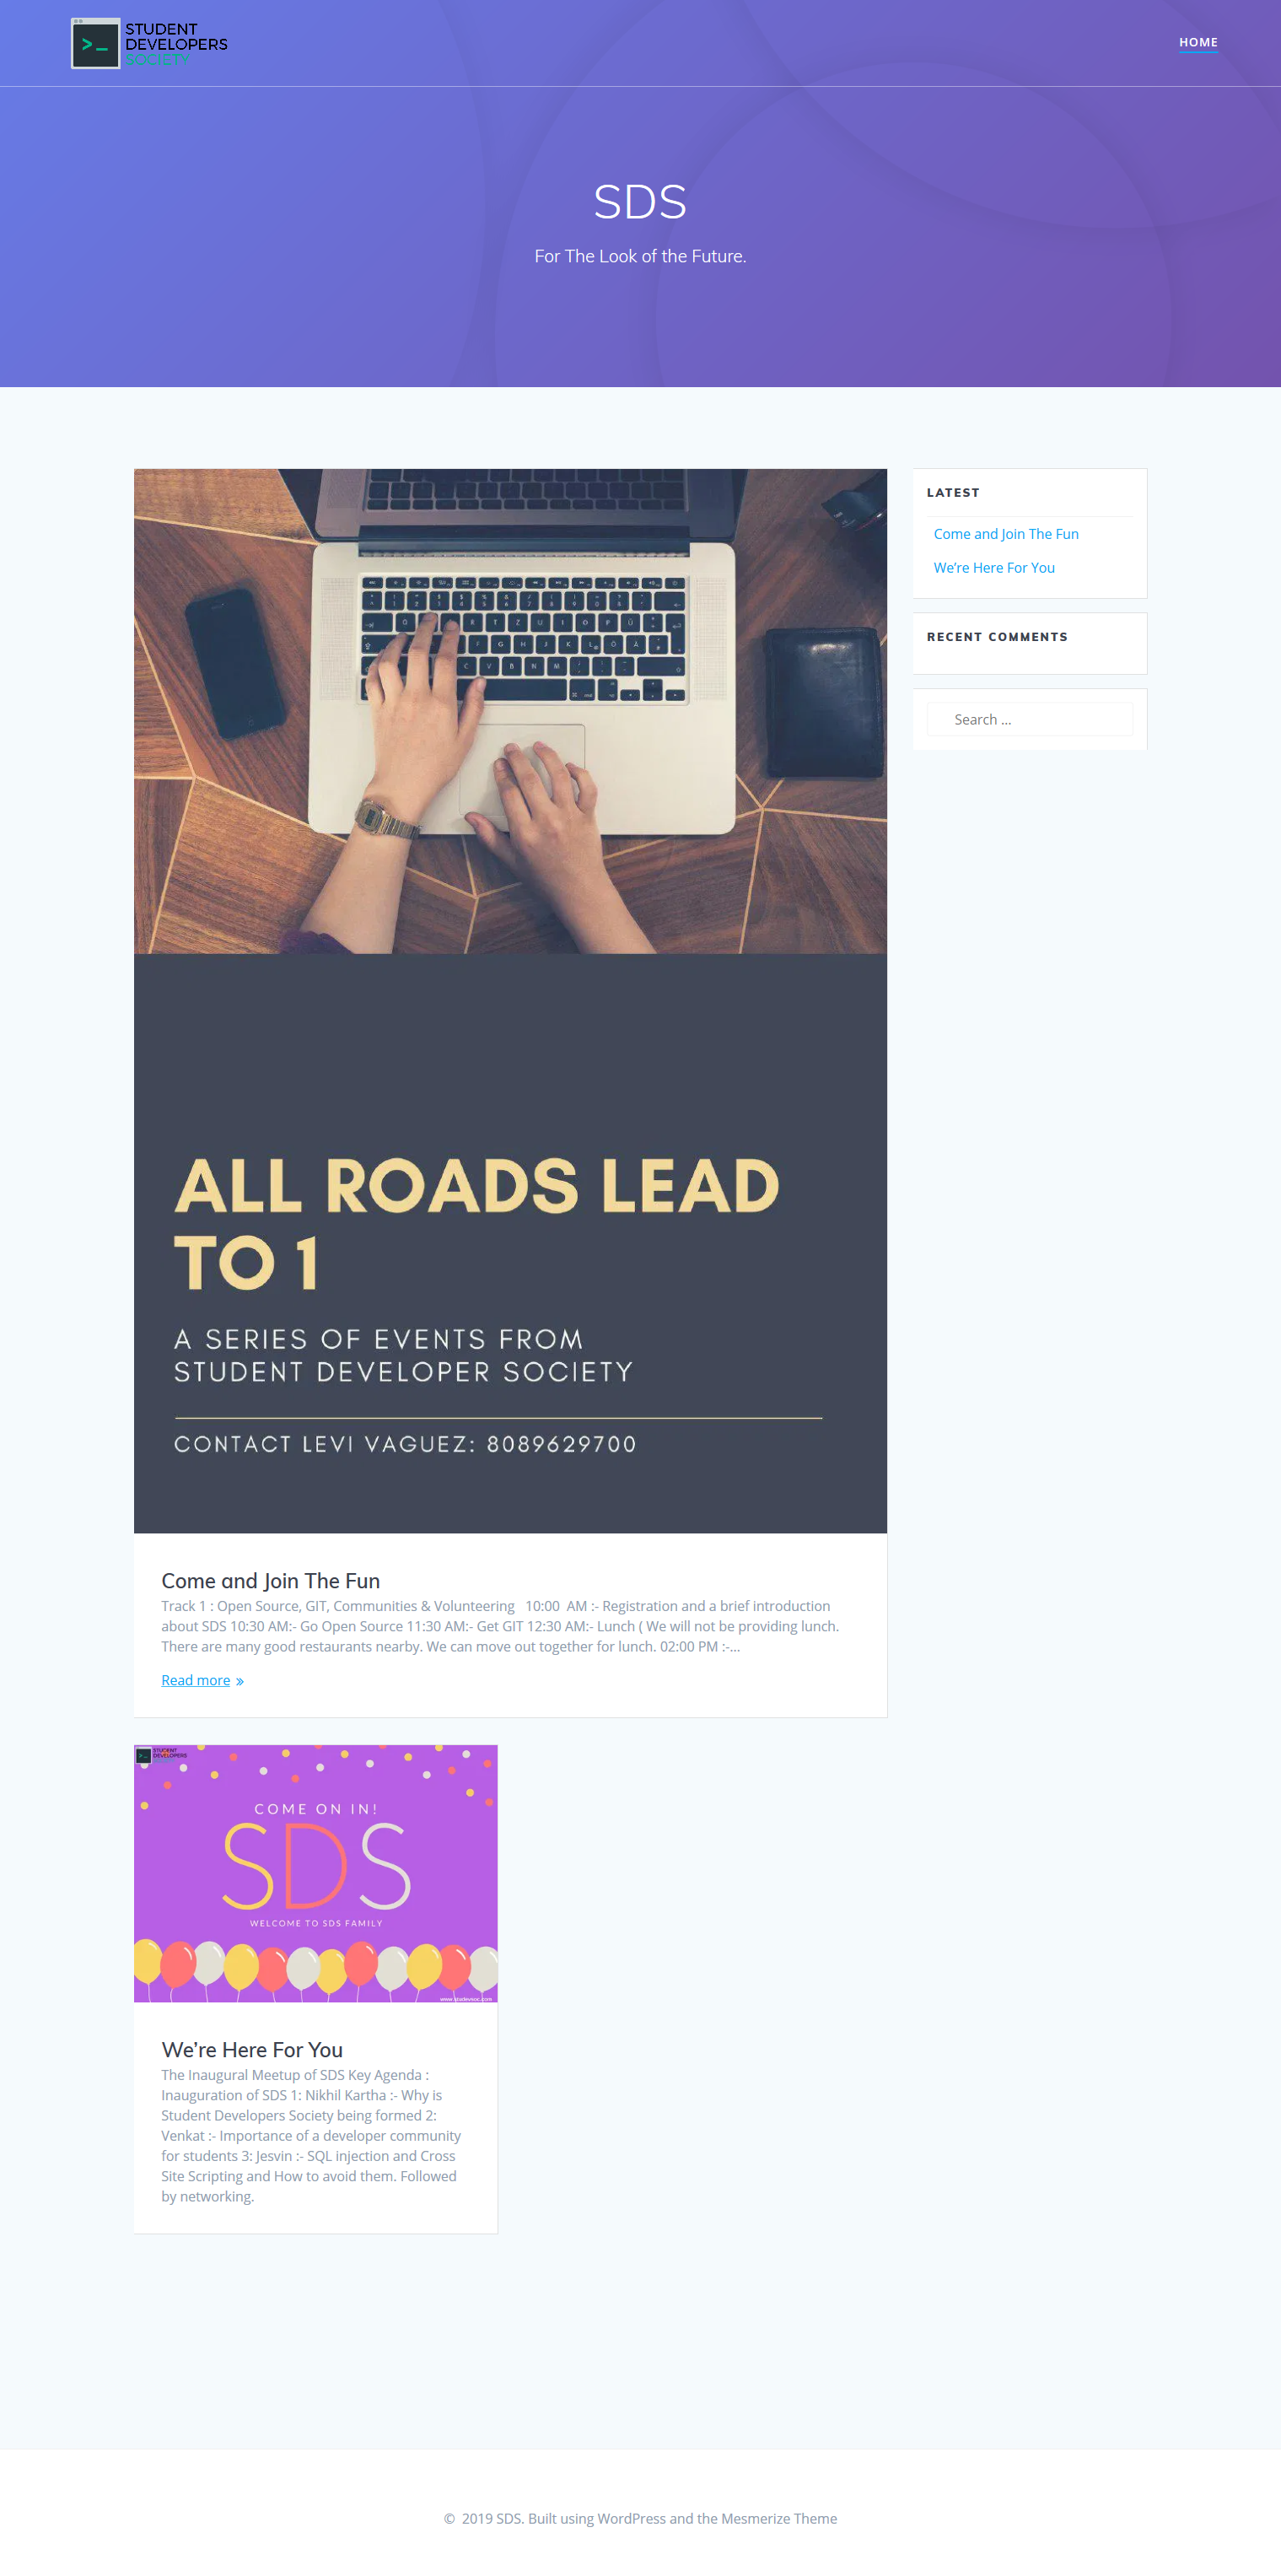 STUDENT
DEVELOPERS
SOCIETY
HOME
SDS
For The Look of the Future.
LATEST
Come and Join The Fun
We’re Here For You
RECENT COMMENTS
Search …
ALL ROADS LEAD
TO 1
A SERIES OF EVENTS FROM
STUDENT DEVELOPER SOCIETY
CONTACT LEVI VAGUEZ: 8089629700
Come and Join The Fun
Track 1 : Open Source, GIT, Communities & Volunteering   10:00  AM :- Registration and a brief introduction
about SDS 10:30 AM:- Go Open Source 11:30 AM:- Get GIT 12:30 AM:- Lunch ( We will not be providing lunch.
There are many good restaurants nearby. We can move out together for lunch. 02:00 PM :-…
Read more »
STUDENT
DEVELOPERS
COME ON IN!
SDS
WELCOME TO SDS FAMILY
We’re Here For You
The Inaugural Meetup of SDS Key Agenda :
Inauguration of SDS 1: Nikhil Kartha :- Why is
Student Developers Society being formed 2:
Venkat :- Importance of a developer community
for students 3: Jesvin :- SQL injection and Cross
Site Scripting and How to avoid them. Followed
by networking.
© 2019 SDS. Built using WordPress and the Mesmerize Theme